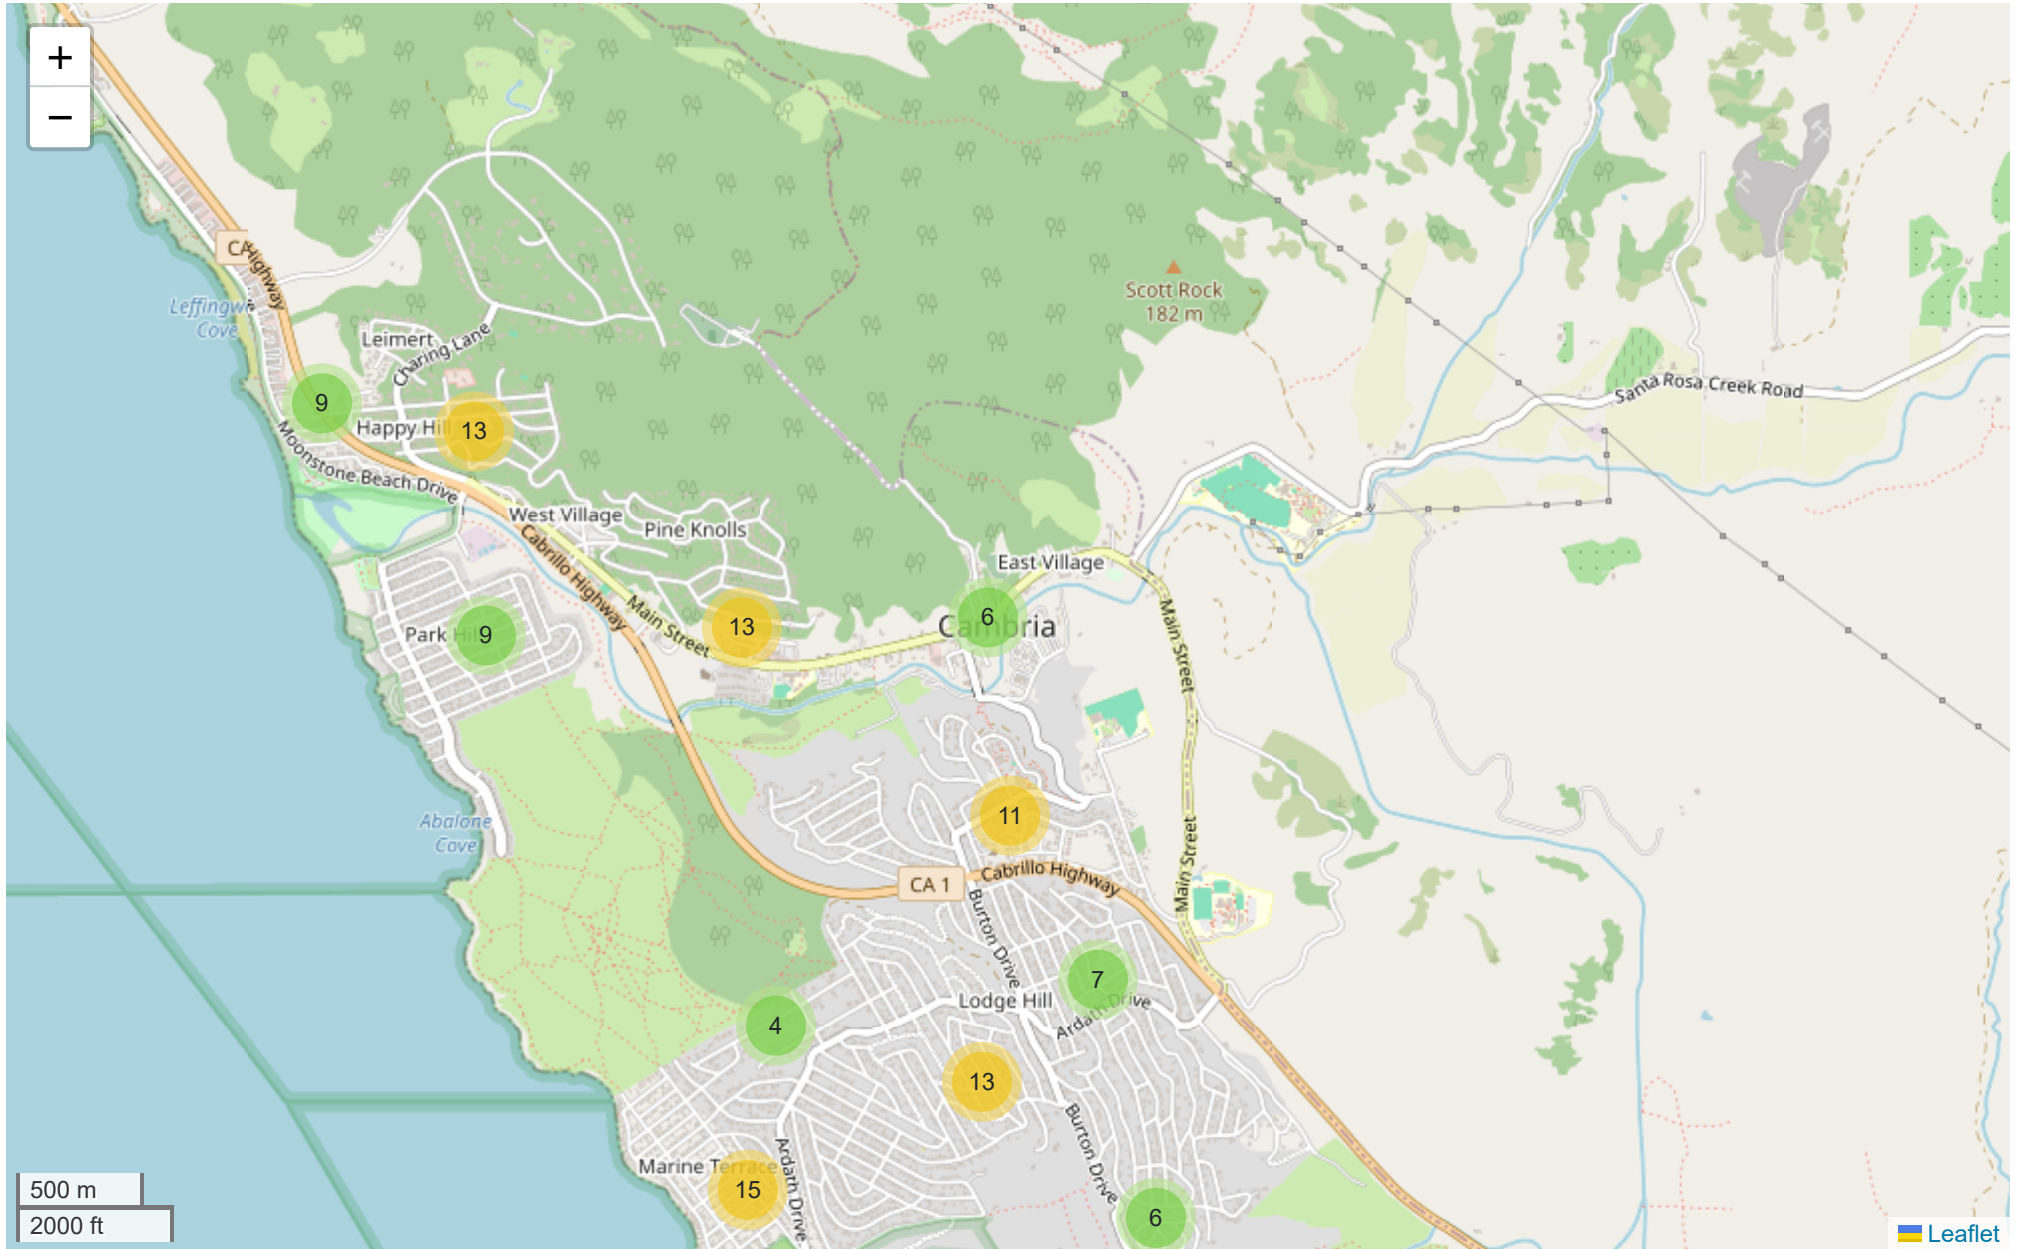 +
−
CA
Highway
Leffingw
Cove
Scott Rock
182 m
Leimert
Charing Lane
Santa Rosa Creek Road
9
Happy Hil
13
Moonstone Beach Drive
West Village
Pine Knolls
Cabrillo Highway
East Village
Main Street
Main Street
6
Cambria
13
Park Hil
9
11
Abalone
Cove
Main Street
CA 1
Cabrillo Highway
Burton Drive
7
Lodge Hill
Ardath Drive
4
13
Burton Drive
Marine Terrace
Ardath Drive
15
6
500 m
2000 ft
Leaflet